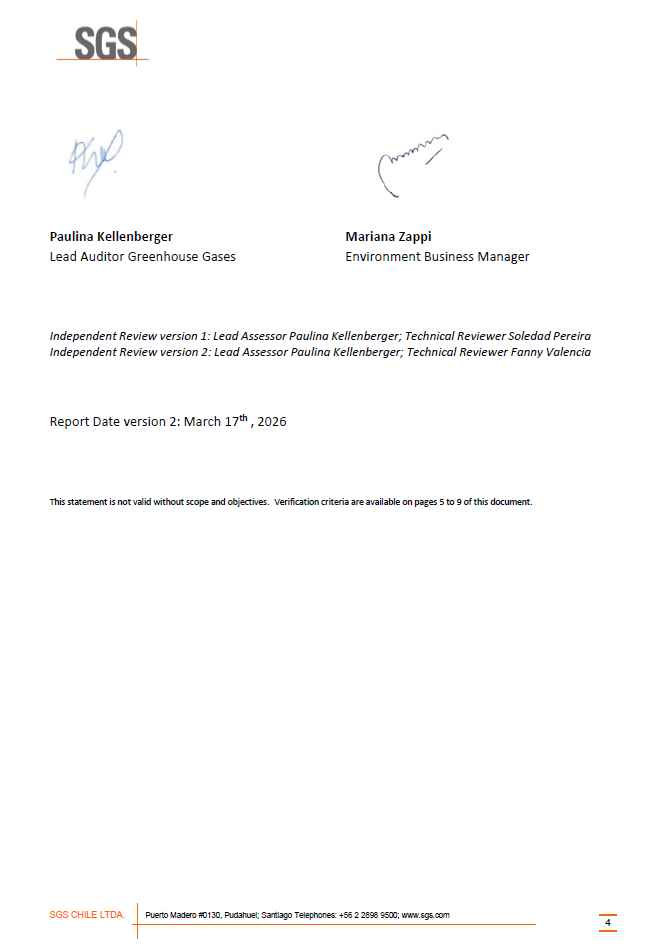 SGS
Paulina Kellenberger
Mariana Zappi
Lead Auditor Greenhouse Gases
Environment Business Manager
Independent Review version 1: Lead Assessor Paulina Kellenberger; Technical Reviewer Soledad Pereira
Independent Review version 2: Lead Assessor Paulina Kellenberger; Technical Reviewer Fanny Valencia
Report Date version 2: March 17th , 2026
This statement is not valid without scope and objectives. Verification criteria are available on pages 5 to 9 of this document.
SGS CHILE LTDA.
Puerto Madero #0130, Pudahuel; Santiago Telephones: +56 2 2898 9500; www.sgs.com
4